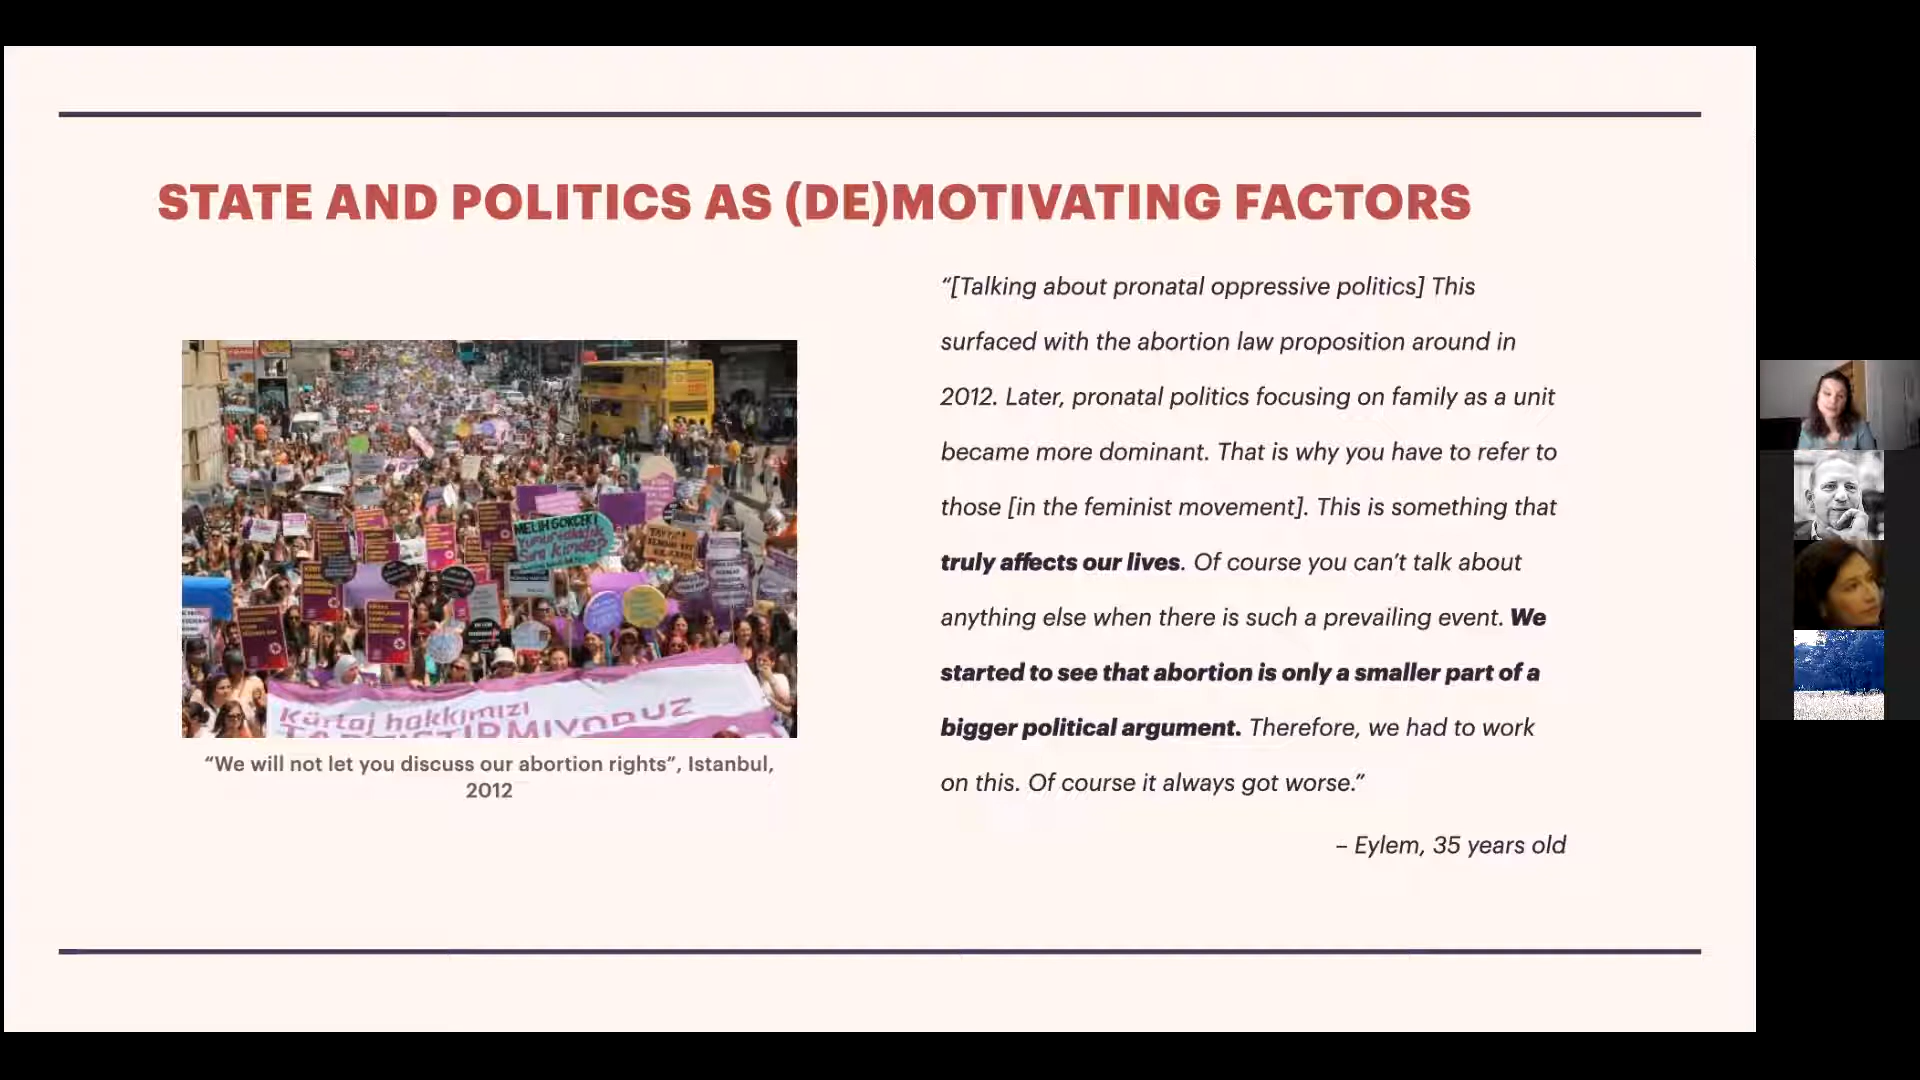 STATE AND POLITICS AS (DE)MOTIVATING FACTORS
MELİH GÖKÇEK!
Kürtaj hakkımızı
TARTIŞTIRMIYORUZ
“We will not let you discuss our abortion rights”, Istanbul,
2012
“[Talking about pronatal oppressive politics] This
surfaced with the abortion law proposition around in
2012. Later, pronatal politics focusing on family as a unit
became more dominant. That is why you have to refer to
those [in the feminist movement]. This is something that
truly affects our lives. Of course you can’t talk about
anything else when there is such a prevailing event. We
started to see that abortion is only a smaller part of a
bigger political argument. Therefore, we had to work
on this. Of course it always got worse.”
– Eylem, 35 years old